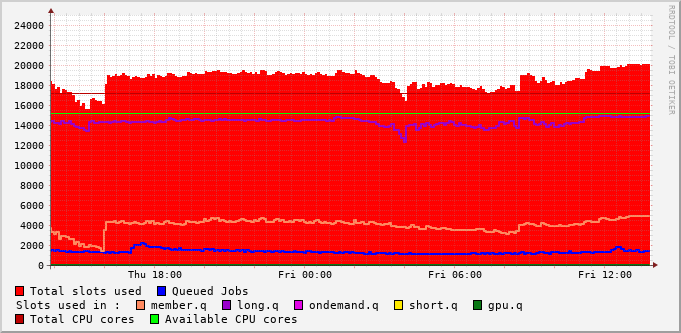 24000
22000
20000
18000
16000
14000
12000
10000
8000
6000
4000
2000
0
Thu 18:00 Fri 00:00 Fri 06:00 Fri 12:00
RRDTOOL / TOBI OETIKER
Total slots used Queued Jobs
Slots used in : member.q long.q ondemand.q short.q gpu.q
Total CPU cores Available CPU cores